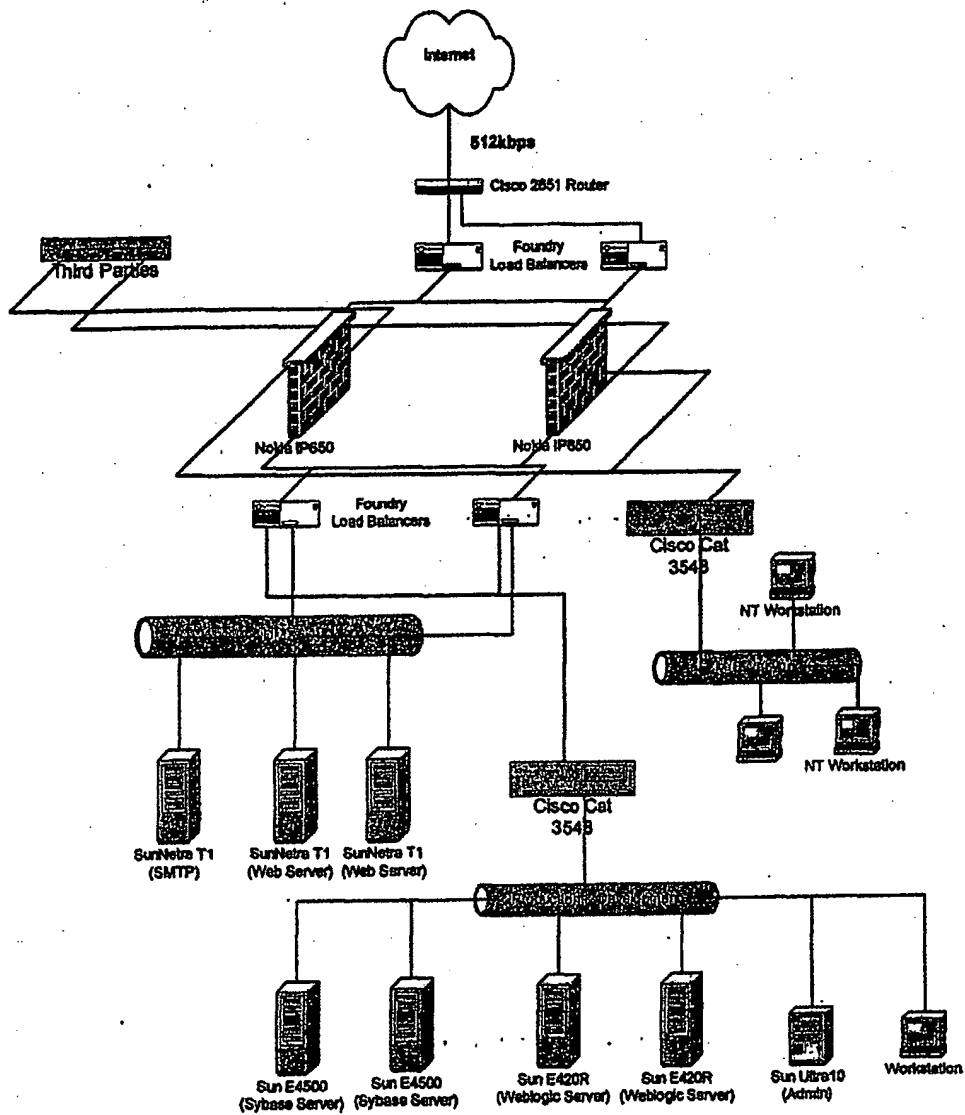 Internet
512kbps
Cisco 2651 Router
Foundry
Load Balancers
Third Parties
Nokia IP650
Nokia IP650
Foundry
Load Balancers
Cisco Cat
3548
NT Workstation
NT Workstation
Cisco Cat
3548
SunNetra T1
(SMTP)
SunNetra T1
(Web Server)
SunNetra T1
(Web Server)
Sun E4500
(Sybase Server)
Sun E4500
(Sybase Server)
Sun E420R
(Weblogic Server)
Sun E420R
(Weblogic Server)
Sun Ultra10
(Admin)
Workstation